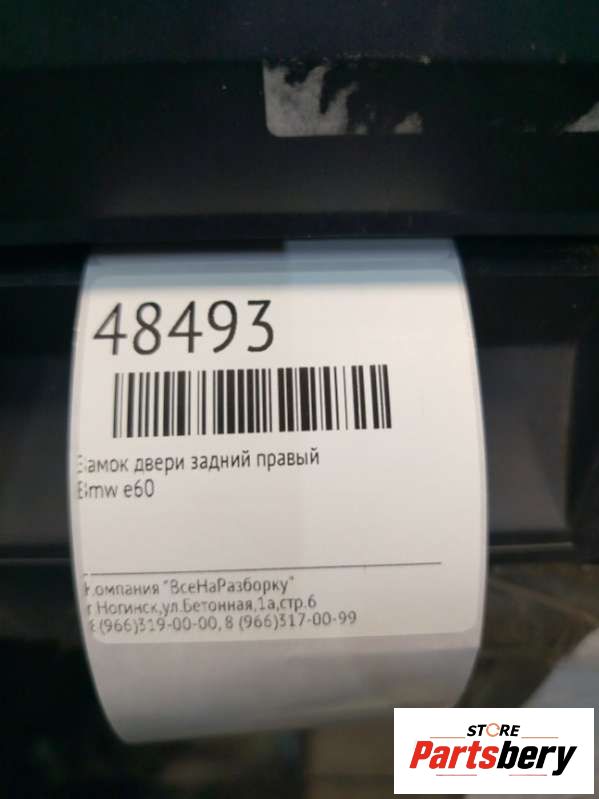 48493
Замок двери задний правый
Bmw e60
Компания "ВсеНаРазборку"
г.Ногинск,ул.Бетонная,1а,стр.6
8 (966)319-00-00, 8 (966)317-00-99
STORE
Partsbery